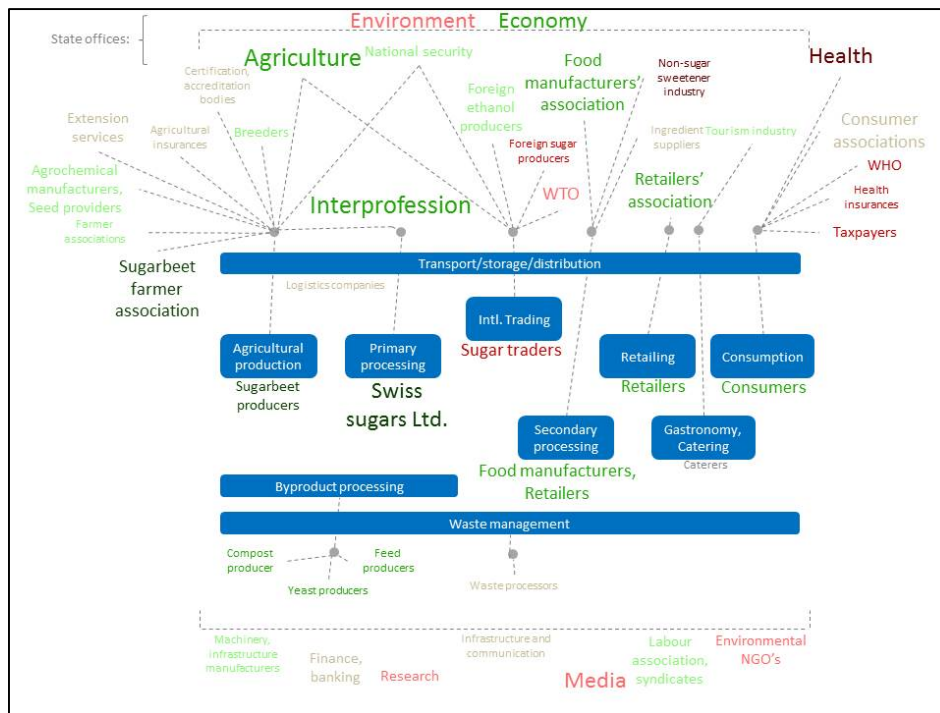 Environment Economy
State offices:
Agriculture
National security
Food
manufacturers'
association
Non-sugar
sweetener
industry
Health
Certification,
accreditation
bodies
Foreign
ethanol
producers
Extension
services
Agricultural
insurances
Breeders
Foreign sugar
producers
Ingredient
suppliers
Tourism industry
Consumer
associations
Agrochemical
manufacturers,
Seed providers
Farmer
associations
WHO
Health
insurances
Taxpayers
Interprofession
WTO
Retailers'
association
Sugarbeet
farmer
association
Transport/storage/distribution
Logistics companies
Intl. Trading
Sugar traders
Agricultural
production
Sugarbeet
producers
Primary
processing
Swiss
sugars Ltd.
Retailing
Retailers
Consumption
Consumers
Secondary
processing
Food manufacturers,
Retailers
Gastronomy,
Catering
Caterers
Byproduct processing
Waste management
Compost
producer
Feed
producers
Yeast producers
Waste processors
Machinery,
infrastructure
manufacturers
Finance,
banking
Research
Infrastructure and
communication
Media
Labour
association,
syndicates
Environmental
NGO's